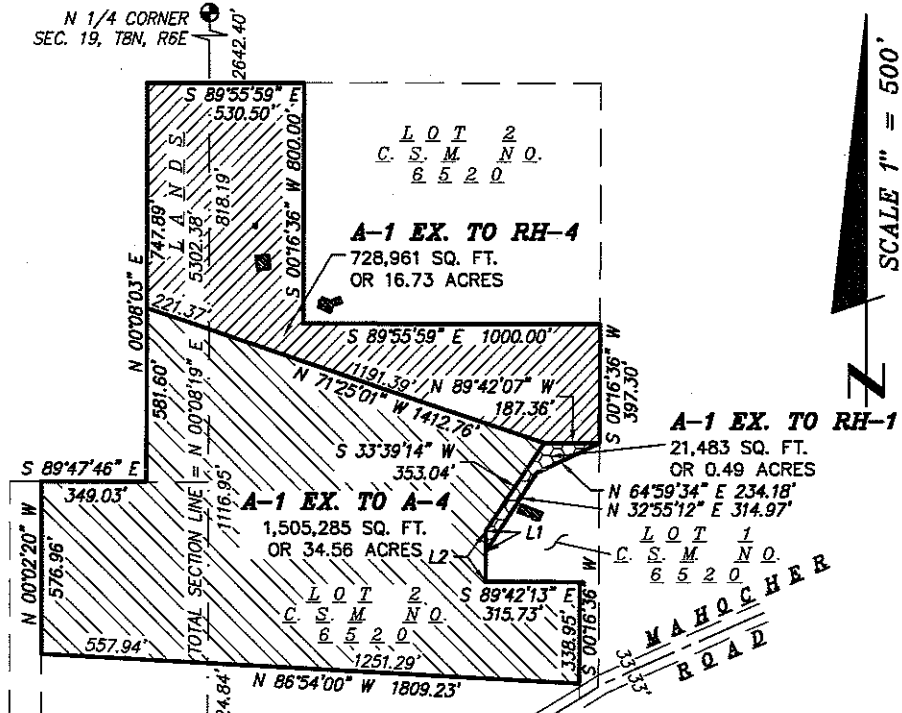 N 1/4 CORNER
SEC. 19, T8N, R6E
2642.40'
S 89°55'59" E
530.50'
LANDS
5302.38'
818.19'
S 00°16'36" W 800.00'
747.89'
N 00°08'03" E
581.60'
LOT 2
C. S. M. NO.
6520
SCALE 1" = 500'
N
A-1 EX. TO RH-4
728,961 SQ. FT.
OR 16.73 ACRES
221.37'
S 89°55'59" E 1000.00'
1191.39'
N 71°25'01" W 1412.76'
N 89°42'07" W
187.36'
S 00°16'36" W
397.30'
A-1 EX. TO RH-1
21,483 SQ. FT.
OR 0.49 ACRES
S 33°39'14" W
353.04'
N 64°59'34" E 234.18'
N 32°55'12" E 314.97'
S 89°47'46" E
349.03'
N 00°02'20" W
576.96'
TOTAL SECTION LINE = N 00°08'19" E
1116.95'
A-1 EX. TO A-4
1,505,285 SQ. FT.
OR 34.56 ACRES
L1
L2
LOT 1
C. S. M. NO.
6520
LOT 2
C. S. M. NO.
6520
S 89°42'13" E
315.73'
338.95'
S 00°16'36" W
MAHOCHER
ROAD
33'
33'
557.94'
1251.29'
N 86°54'00" W 1809.23'
24.84'